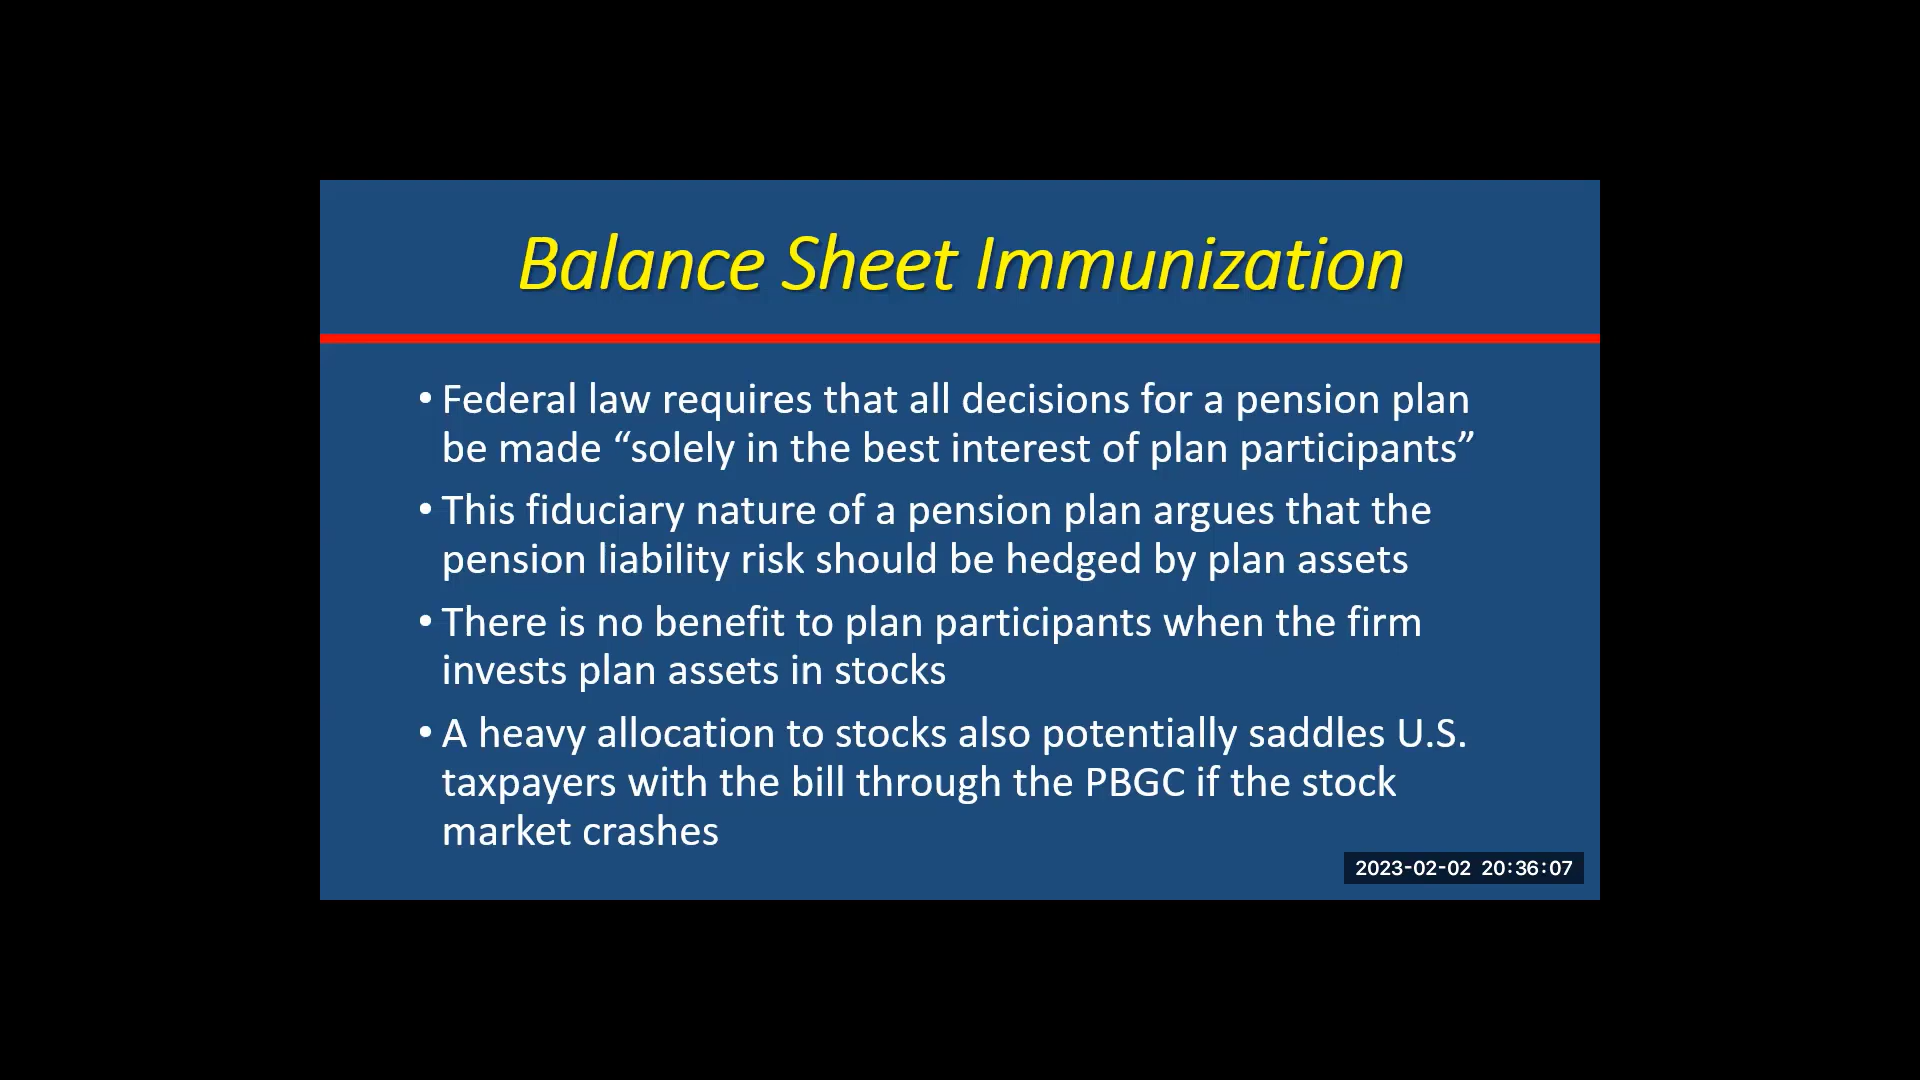 Balance Sheet Immunization
• Federal law requires that all decisions for a pension plan
be made “solely in the best interest of plan participants”
• This fiduciary nature of a pension plan argues that the
pension liability risk should be hedged by plan assets
• There is no benefit to plan participants when the firm
invests plan assets in stocks
• A heavy allocation to stocks also potentially saddles U.S.
taxpayers with the bill through the PBGC if the stock
market crashes
2023-02-02 20:36:07